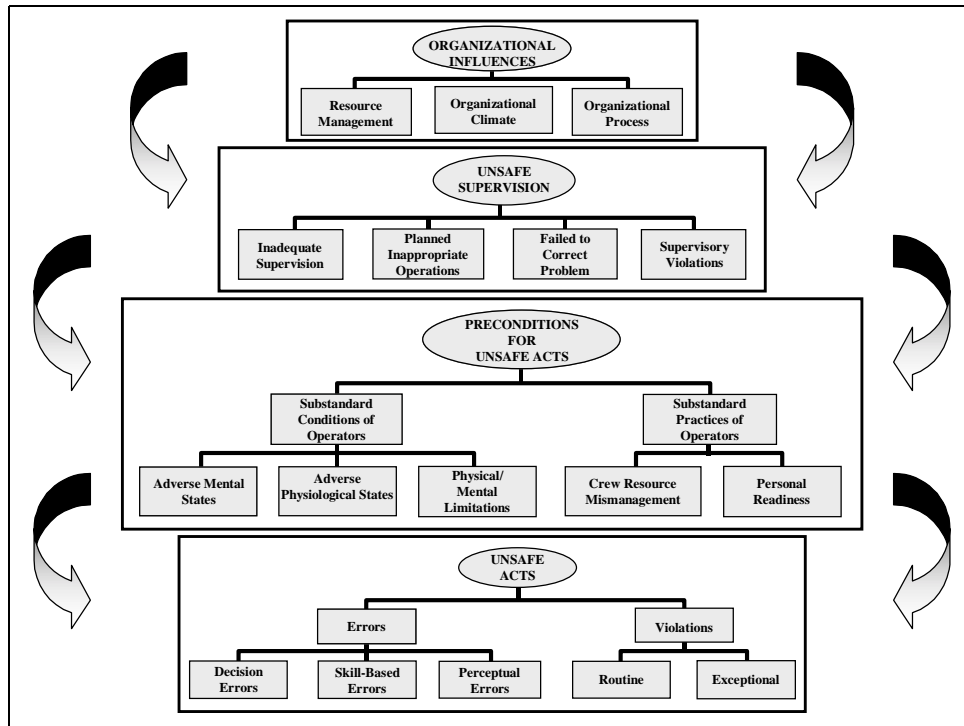 ORGANIZATIONAL
INFLUENCES
Resource
Management
Organizational
Climate
Organizational
Process
UNSAFE
SUPERVISION
Inadequate
Supervision
Planned
Inappropriate
Operations
Failed to
Correct
Problem
Supervisory
Violations
PRECONDITIONS
FOR
UNSAFE ACTS
Substandard
Conditions of
Operators
Substandard
Practices of
Operators
Adverse Mental
States
Adverse
Physiological States
Physical/
Mental
Limitations
Crew Resource
Mismanagement
Personal
Readiness
UNSAFE
ACTS
Errors
Violations
Decision
Errors
Skill-Based
Errors
Perceptual
Errors
Routine
Exceptional